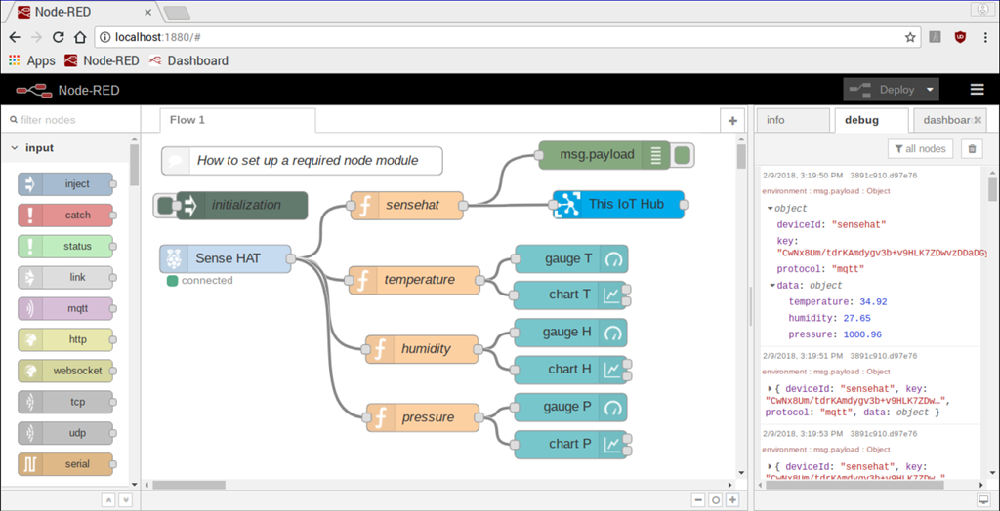 Node-RED
localhost:1880/#
Apps Node-RED Dashboard
Node-RED
Deploy
filter nodes
input
inject
catch
status
link
mqtt
http
websocket
tcp
udp
serial
Flow 1
How to set up a required node module
msg.payload
initialization
sensehat
This IoT Hub
Sense HAT
connected
temperature
gauge T
chart T
humidity
gauge H
chart H
pressure
gauge P
chart P
info debug dashboar
all nodes
2/9/2018, 3:19:50 PM 3891c910.d97e76
environment : msg.payload : Object
object
deviceId: "sensehat"
key:
"CwNx8Um/tdrKAmdygv3b+v9HLK7ZDwvzDDaDGy
protocol: "mqtt"
data: object
temperature: 34.92
humidity: 27.65
pressure: 1000.96
2/9/2018, 3:19:51 PM 3891c910.d97e76
environment : msg.payload : Object
{ deviceId: "sensehat", key:
"CwNx8Um/tdrKAmdygv3b+v9HLK7ZDw…",
protocol: "mqtt", data: object }
2/9/2018, 3:19:53 PM 3891c910.d97e76
environment : msg.payload : Object
{ deviceId: "sensehat", key: